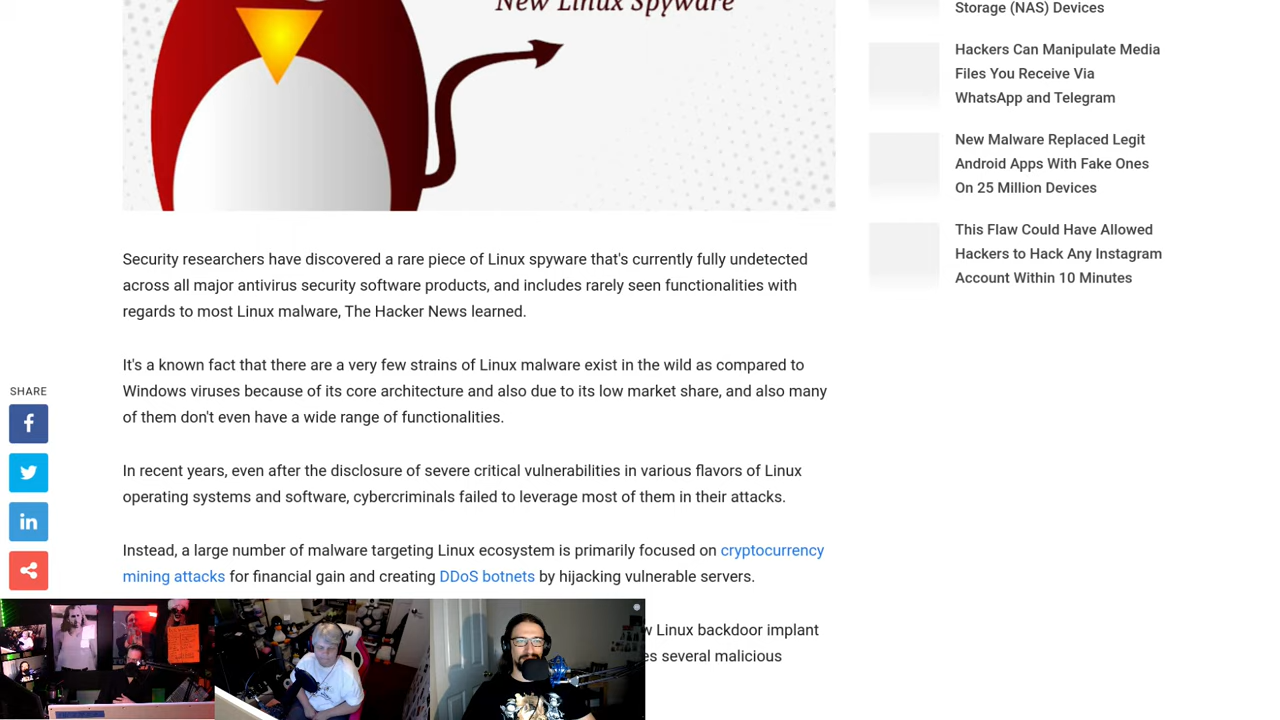 New Linux Spyware
Security researchers have discovered a rare piece of Linux spyware that's currently fully undetected
across all major antivirus security software products, and includes rarely seen functionalities with
regards to most Linux malware, The Hacker News learned.
It's a known fact that there are a very few strains of Linux malware exist in the wild as compared to
Windows viruses because of its core architecture and also due to its low market share, and also many
of them don't even have a wide range of functionalities.
In recent years, even after the disclosure of severe critical vulnerabilities in various flavors of Linux
operating systems and software, cybercriminals failed to leverage most of them in their attacks.
Instead, a large number of malware targeting Linux ecosystem is primarily focused on cryptocurrency
mining attacks for financial gain and creating DDoS botnets by hijacking vulnerable servers.
Linux backdoor implant
several malicious
SHARE
Storage (NAS) Devices
Hackers Can Manipulate Media
Files You Receive Via
WhatsApp and Telegram
New Malware Replaced Legit
Android Apps With Fake Ones
On 25 Million Devices
This Flaw Could Have Allowed
Hackers to Hack Any Instagram
Account Within 10 Minutes